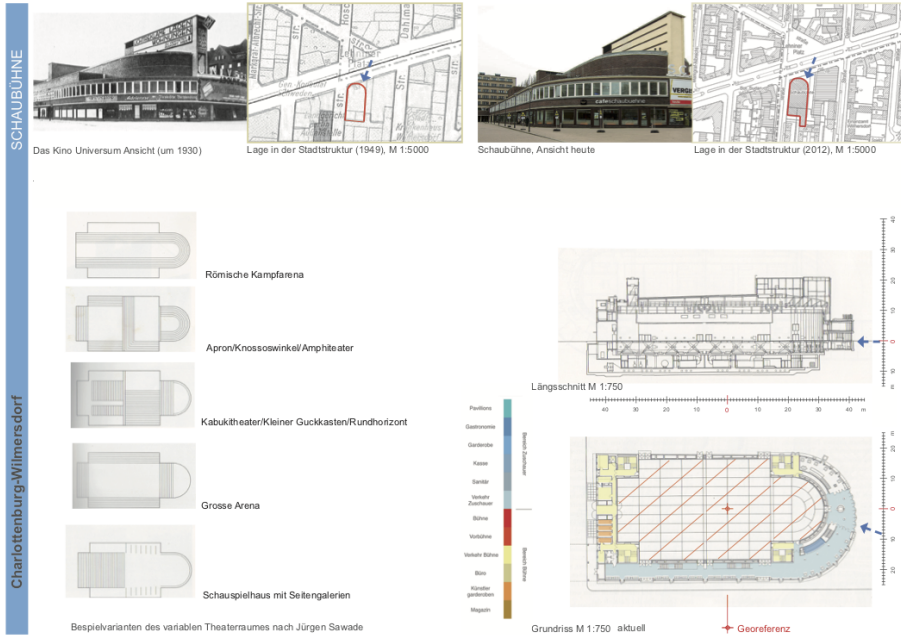 SCHAUBÜHNE
Das Kino Universum Ansicht (um 1930)
Lage in der Stadtstruktur (1949), M 1:5000
Schaubühne, Ansicht heute
Lage in der Stadtstruktur (2012), M 1:5000
cafeschaubuehne
Platz
Charlottenburg-Wilmersdorf
Römische Kampfarena
Apron/Knossoswinkel/Amphiteater
Kabukitheater/Kleiner Guckkasten/Rundhorizont
Grosse Arena
Schauspielhaus mit Seitengalerien
Bespielvarianten des variablen Theaterraumes nach Jürgen Sawade
Pavillions
Gastronomie
Garderobe
Kasse
Sanitär
Verkehr
Zuschauer
Bereich Zuschauer
Bühne
Vorbühne
Verkehr Bühne
Büro
Künstler
garderoben
Magazin
Bereich Bühne
Längsschnitt M 1:750
40 30 20 10 0 10 20 30 40 m
Grundriss M 1:750 aktuell
Georeferenz